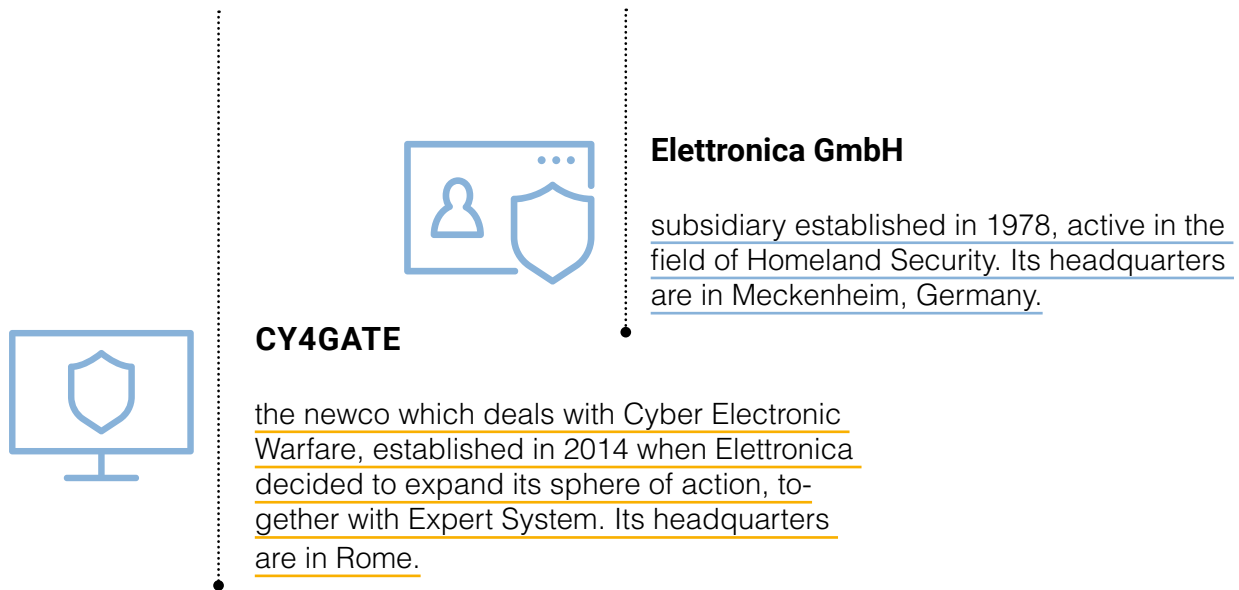 Elettronica GmbH
subsidiary established in 1978, active in the
field of Homeland Security. Its headquarters
are in Meckenheim, Germany.
CY4GATE
the newco which deals with Cyber Electronic
Warfare, established in 2014 when Elettronica
decided to expand its sphere of action, to-
gether with Expert System. Its headquarters
are in Rome.